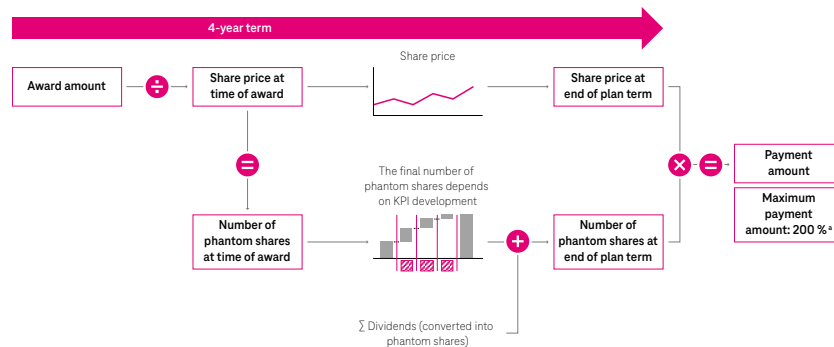 4-year term
Share price
Award amount
÷
Share price at
time of award
Share price at
end of plan term
=
×
=
Payment
amount
Maximum
payment
amount: 200 %ᵃ
The final number of
phantom shares depends
on KPI development
Number of
phantom shares
at time of award
+
Number of
phantom shares at
end of plan term
∑ Dividends (converted into
phantom shares)